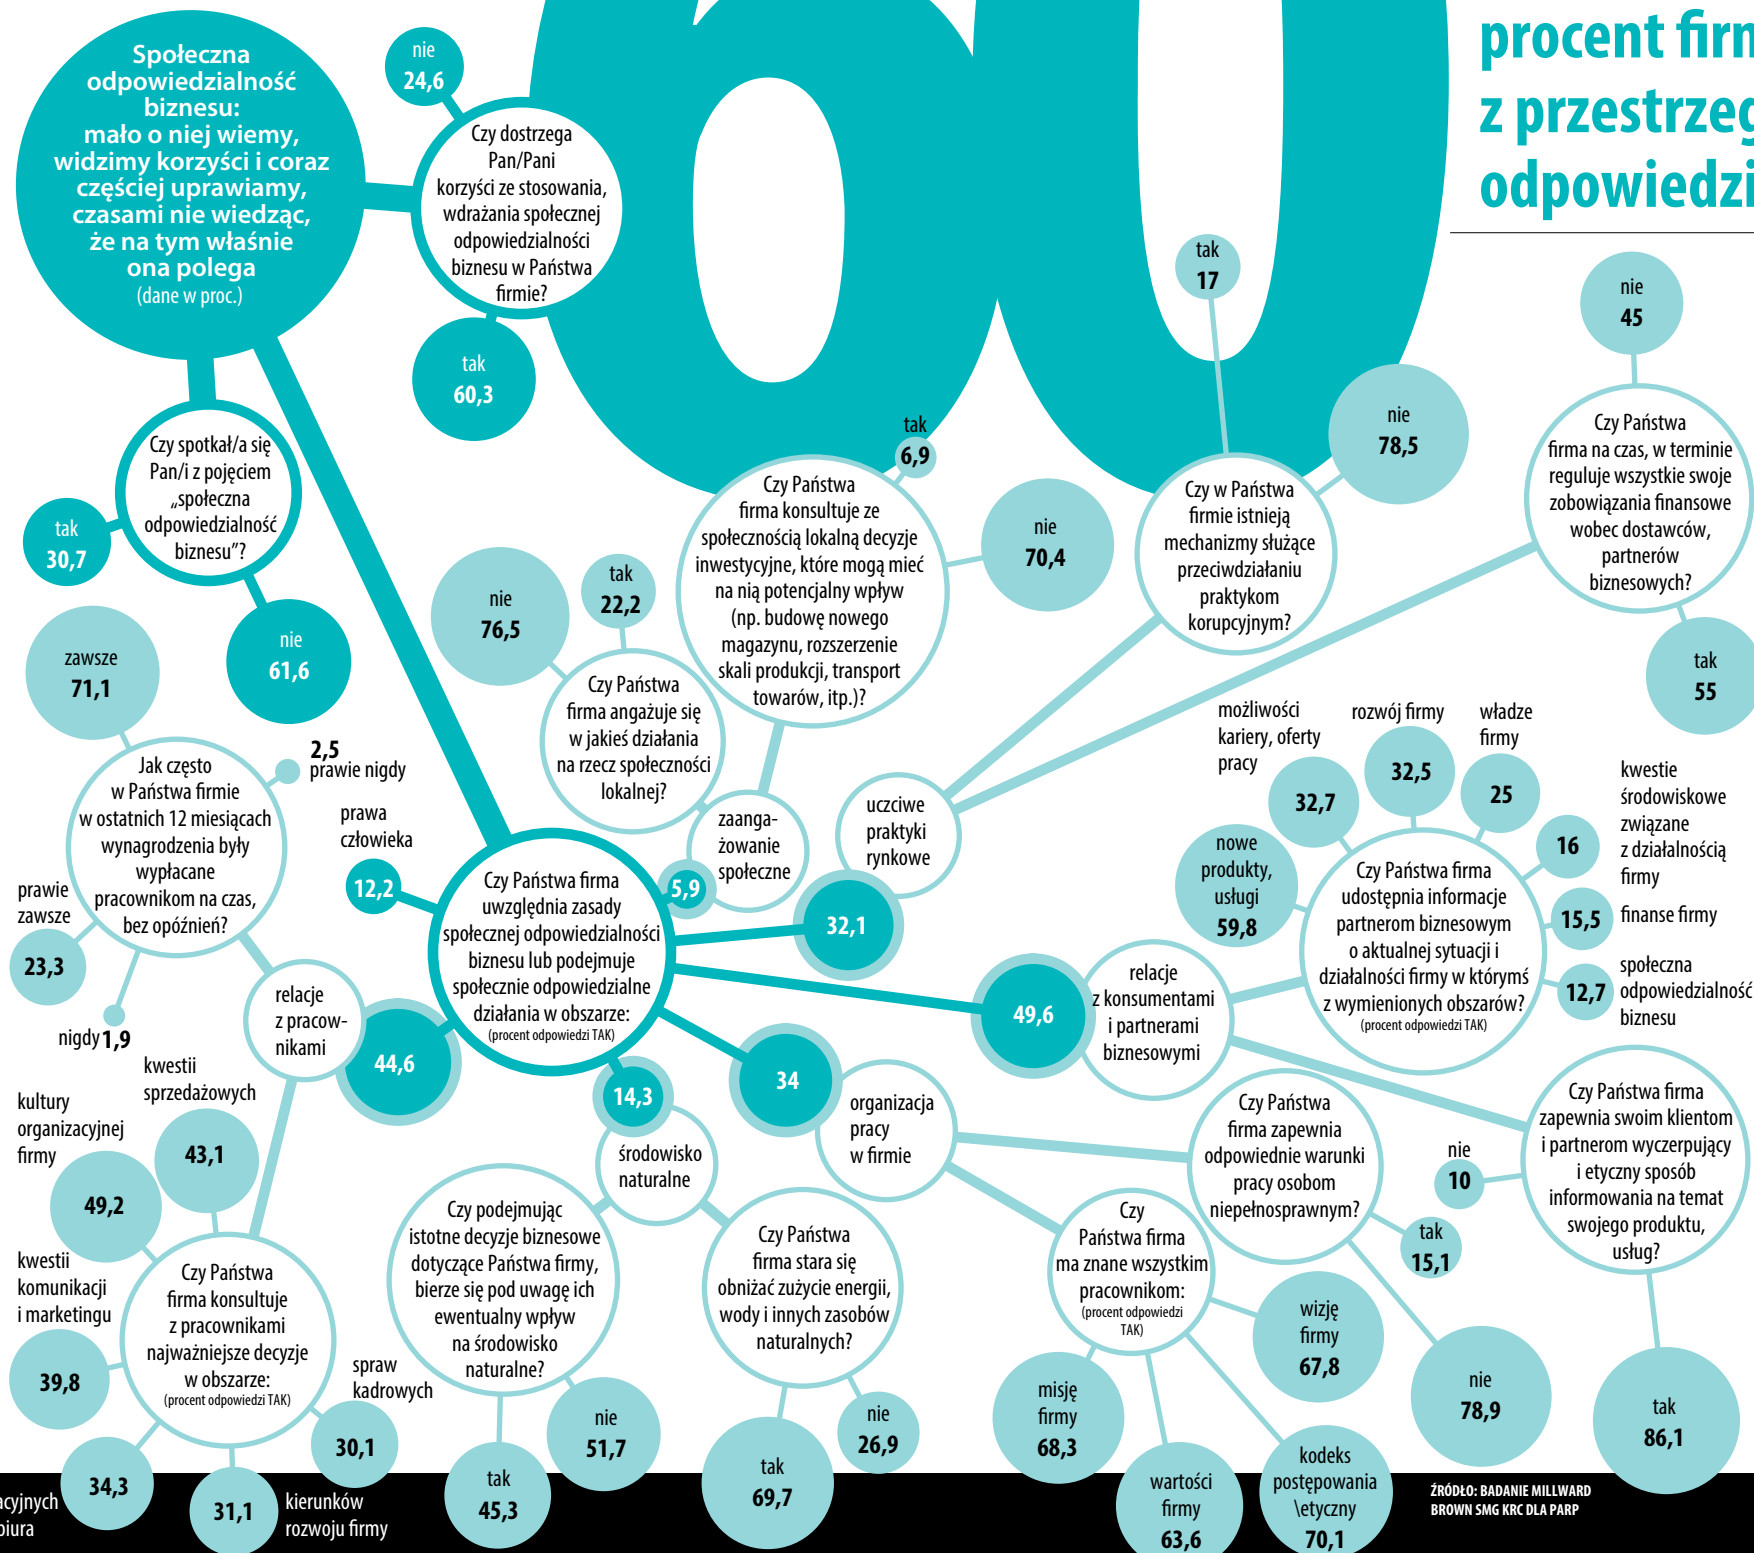 60
procent firm
z przestrzeg
odpowiedzi
Społeczna
odpowiedzialność
biznesu:
mało o niej wiemy,
widzimy korzyści i coraz
częściej uprawiamy,
czasami nie wiedząc,
że na tym właśnie
ona polega
(dane w proc.)
nie
24,6
Czy dostrzega
Pan/Pani
korzyści ze stosowania,
wdrażania społecznej
odpowiedzialności
biznesu w Państwa
firmie?
tak
60,3
Czy spotkał/a się
Pan/i z pojęciem
„społeczna
odpowiedzialność
biznesu”?
tak
30,7
nie
61,6
tak
17
nie
78,5
Czy w Państwa
firmie istnieją
mechanizmy służące
przeciwdziałaniu
praktykom
korupcyjnym?
nie
45
Czy Państwa
firma na czas, w terminie
reguluje wszystkie swoje
zobowiązania finansowe
wobec dostawców,
partnerów
biznesowych?
tak
55
tak
6,9
Czy Państwa
firma konsultuje ze
społecznością lokalną decyzje
inwestycyjne, które mogą mieć
na nią potencjalny wpływ
(np. budowę nowego
magazynu, rozszerzenie
skali produkcji, transport
towarów, itp.)?
nie
70,4
nie
76,5
tak
22,2
Czy Państwa
firma angażuje się
w jakieś działania
na rzecz społeczności
lokalnej?
zaanga-
żowanie
społeczne
5,9
uczciwe
praktyki
rynkowe
32,1
zawsze
71,1
2,5
prawie nigdy
Jak często
w Państwa firmie
w ostatnich 12 miesiącach
wynagrodzenia były
wypłacane
pracownikom na czas,
bez opóźnień?
prawie
zawsze
23,3
nigdy 1,9
prawa
człowieka
12,2
Czy Państwa firma
uwzględnia zasady
społecznej odpowiedzialności
biznesu lub podejmuje
społecznie odpowiedzialne
działania w obszarze:
(procent odpowiedzi TAK)
relacje
z pracow-
nikami
44,6
14,3
34
49,6
relacje
z konsumentami
i partnerami
biznesowymi
możliwości
kariery, oferty
pracy
32,7
rozwój firmy
32,5
władze
firmy
25
kwestie
środowiskowe
związane
z działalnością
firmy
16
nowe
produkty,
usługi
59,8
Czy Państwa firma
udostępnia informacje
partnerom biznesowym
o aktualnej sytuacji i
działalności firmy w którymś
z wymienionych obszarów?
(procent odpowiedzi TAK)
15,5
finanse firmy
12,7
społeczna
odpowiedzialność
biznesu
Czy Państwa firma
zapewnia swoim klientom
i partnerom wyczerpujący
i etyczny sposób
informowania na temat
swojego produktu,
usług?
nie
10
tak
86,1
kultury
organizacyjnej
firmy
49,2
kwestii
sprzedażowych
43,1
kwestii
komunikacji
i marketingu
39,8
Czy Państwa
firma konsultuje
z pracownikami
najważniejsze decyzje
w obszarze:
(procent odpowiedzi TAK)
spraw
kadrowych
30,1
acyjnych
biura
34,3
31,1
kierunków
rozwoju firmy
środowisko
naturalne
Czy podejmując
istotne decyzje biznesowe
dotyczące Państwa firmy,
bierze się pod uwagę ich
ewentualny wpływ
na środowisko
naturalne?
tak
45,3
nie
51,7
Czy Państwa
firma stara się
obniżać zużycie energii,
wody i innych zasobów
naturalnych?
tak
69,7
nie
26,9
organizacja
pracy
w firmie
Czy Państwa
firma zapewnia
odpowiednie warunki
pracy osobom
niepełnosprawnym?
tak
15,1
nie
78,9
Czy
Państwa firma
ma znane wszystkim
pracownikom:
(procent odpowiedzi
TAK)
wizję
firmy
67,8
misję
firmy
68,3
wartości
firmy
63,6
kodeks
postępowania
\etyczny
70,1
ŹRÓDŁO: BADANIE MILLWARD
BROWN SMG KRC DLA PARP